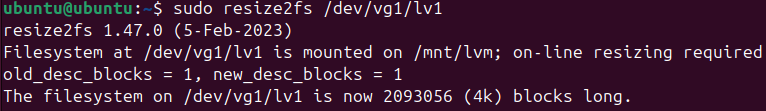 ubuntu@ubuntu:~$ sudo resize2fs /dev/vg1/lv1
resize2fs 1.47.0 (5-Feb-2023)
Filesystem at /dev/vg1/lv1 is mounted on /mnt/lvm; on-line resizing required
old_desc_blocks = 1, new_desc_blocks = 1
The filesystem on /dev/vg1/lv1 is now 2093056 (4k) blocks long.